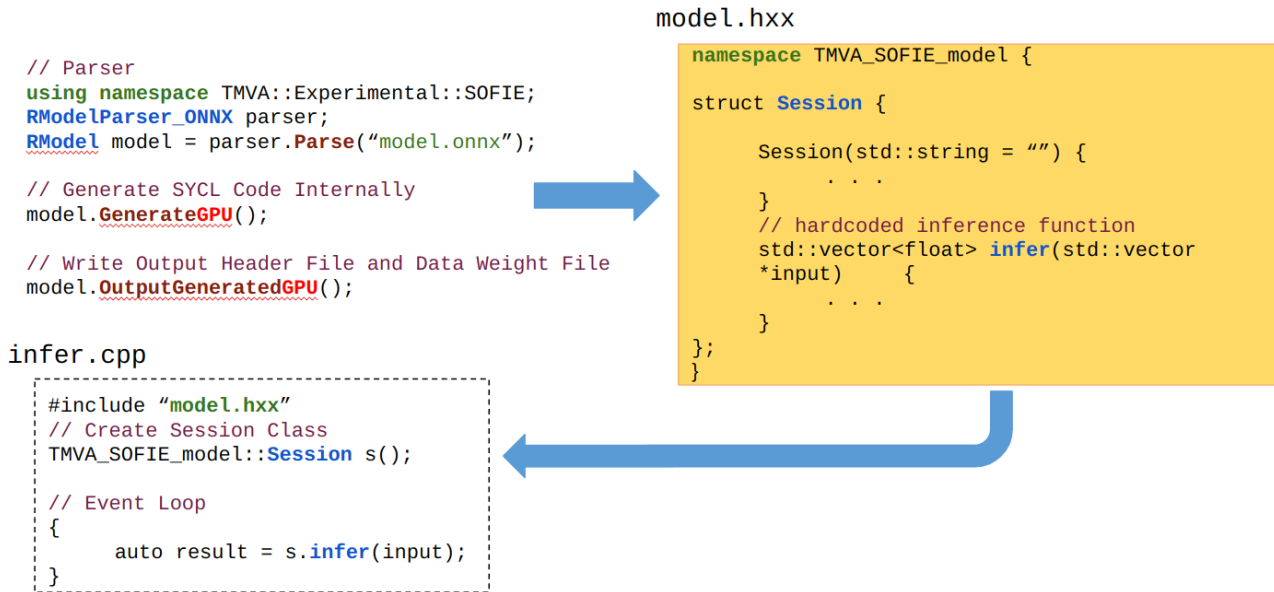 // Parser
using namespace TMVA::Experimental::SOFIE;
RModelParser_ONNX parser;
RModel model = parser.Parse(“model.onnx”);
// Generate SYCL Code Internally
model.GenerateGPU();
// Write Output Header File and Data Weight File
model.OutputGeneratedGPU();
model.hxx
namespace TMVA_SOFIE_model {
struct Session {
Session(std::string = “”) {
. . .
}
// hardcoded inference function
std::vector<float> infer(std::vector
*input) {
. . .
}
};
}
infer.cpp
#include “model.hxx”
// Create Session Class
TMVA_SOFIE_model::Session s();
// Event Loop
{
auto result = s.infer(input);
}